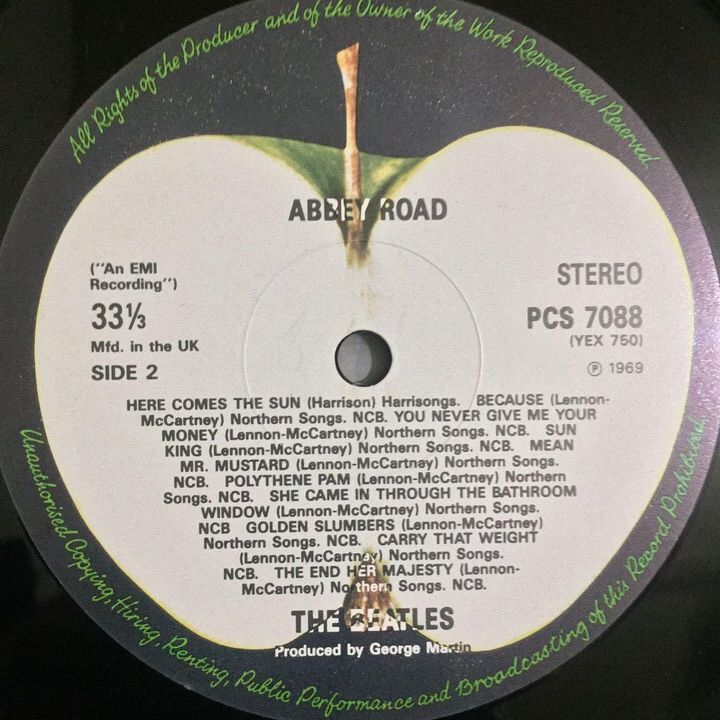 All Rights of the Producer and of the Owner of the Work Reproduced Reserved.
ABBEY ROAD
("An EMI
Recording")
33⅓
Mfd. in the UK
SIDE 2
STEREO
PCS 7088
(YEX 750)
℗ 1969
HERE COMES THE SUN (Harrison) Harrisongs. BECAUSE (Lennon-
McCartney) Northern Songs. NCB. YOU NEVER GIVE ME YOUR
MONEY (Lennon-McCartney) Northern Songs. NCB. SUN
KING (Lennon-McCartney) Northern Songs. NCB. MEAN
MR. MUSTARD (Lennon-McCartney) Northern Songs.
NCB. POLYTHENE PAM (Lennon-McCartney) Northern
Songs. NCB. SHE CAME IN THROUGH THE BATHROOM
WINDOW (Lennon-McCartney) Northern Songs.
NCB GOLDEN SLUMBERS (Lennon-McCartney)
Northern Songs. NCB. CARRY THAT WEIGHT
(Lennon-McCartney) Northern Songs.
NCB. THE END HER MAJESTY (Lennon-
McCartney) Northern Songs. NCB.
THE BEATLES
Produced by George Martin
Unauthorised Copying, Hiring, Renting, Public Performance and Broadcasting of this Record Prohibited.